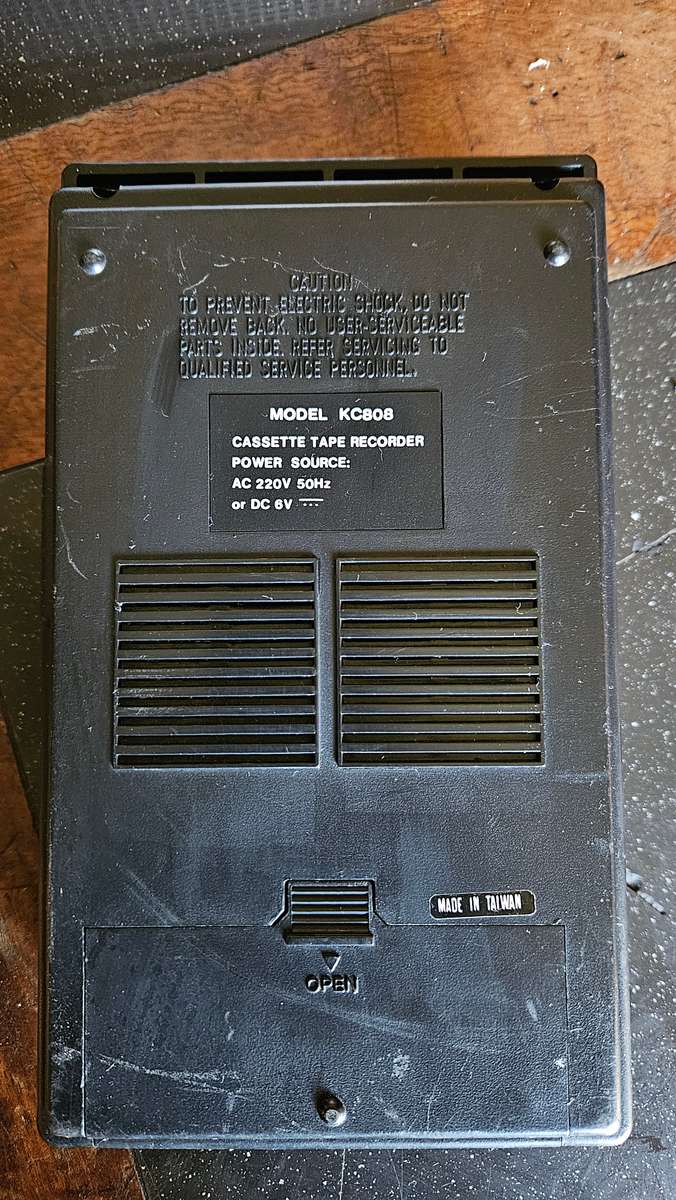 CAUTION
TO PREVENT ELECTRIC SHOCK, DO NOT
REMOVE BACK. NO USER-SERVICEABLE
PARTS INSIDE. REFER SERVICING TO
QUALIFIED SERVICE PERSONNEL.
MODEL KC808
CASSETTE TAPE RECORDER
POWER SOURCE:
AC 220V 50Hz
or DC 6V ⎓
MADE IN TAIWAN
OPEN